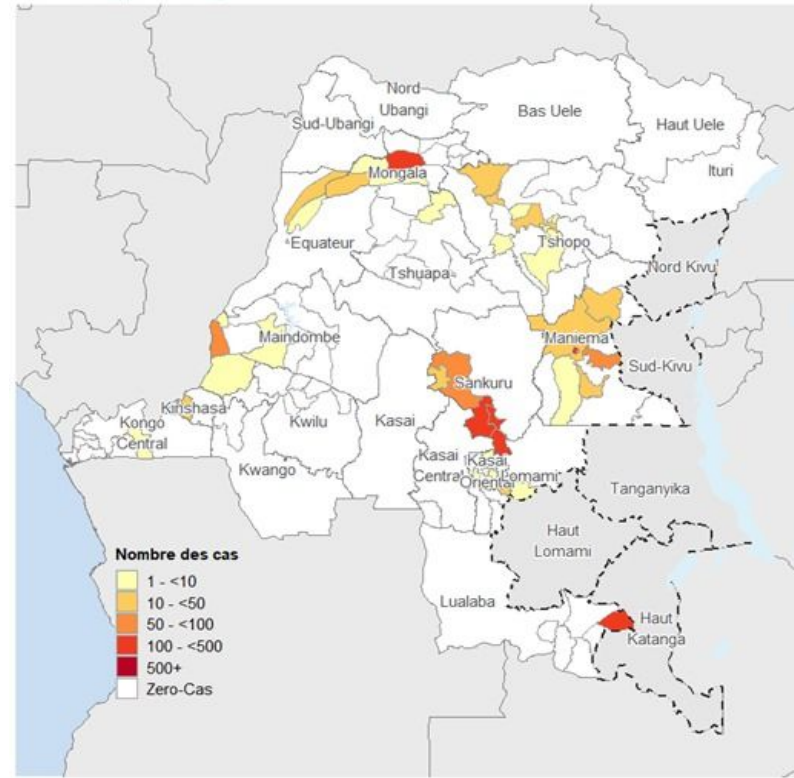 Nord
Ubangi
Sud-Ubangi
Bas Uele
Haut Uele
Ituri
Mongala
Equateur
Tshopo
Nord Kivu
Tshuapa
Maindombe
Maniema
Sud-Kivu
Sankuru
Kinshasa
Kongo
Central
Kwilu
Kasai
Kwango
Kasai
Central
Kasai
Oriental
Lomami
Tanganyika
Haut
Lomami
Lualaba
Haut
Katanga
Nombre des cas
1 - <10
10 - <50
50 - <100
100 - <500
500+
Zero-Cas